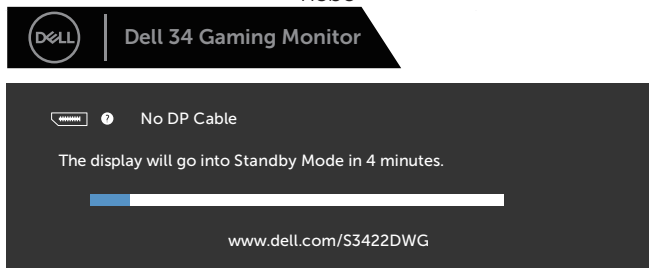 DELL
Dell 34 Gaming Monitor
? No DP Cable
The display will go into Standby Mode in 4 minutes.
www.dell.com/S3422DWG